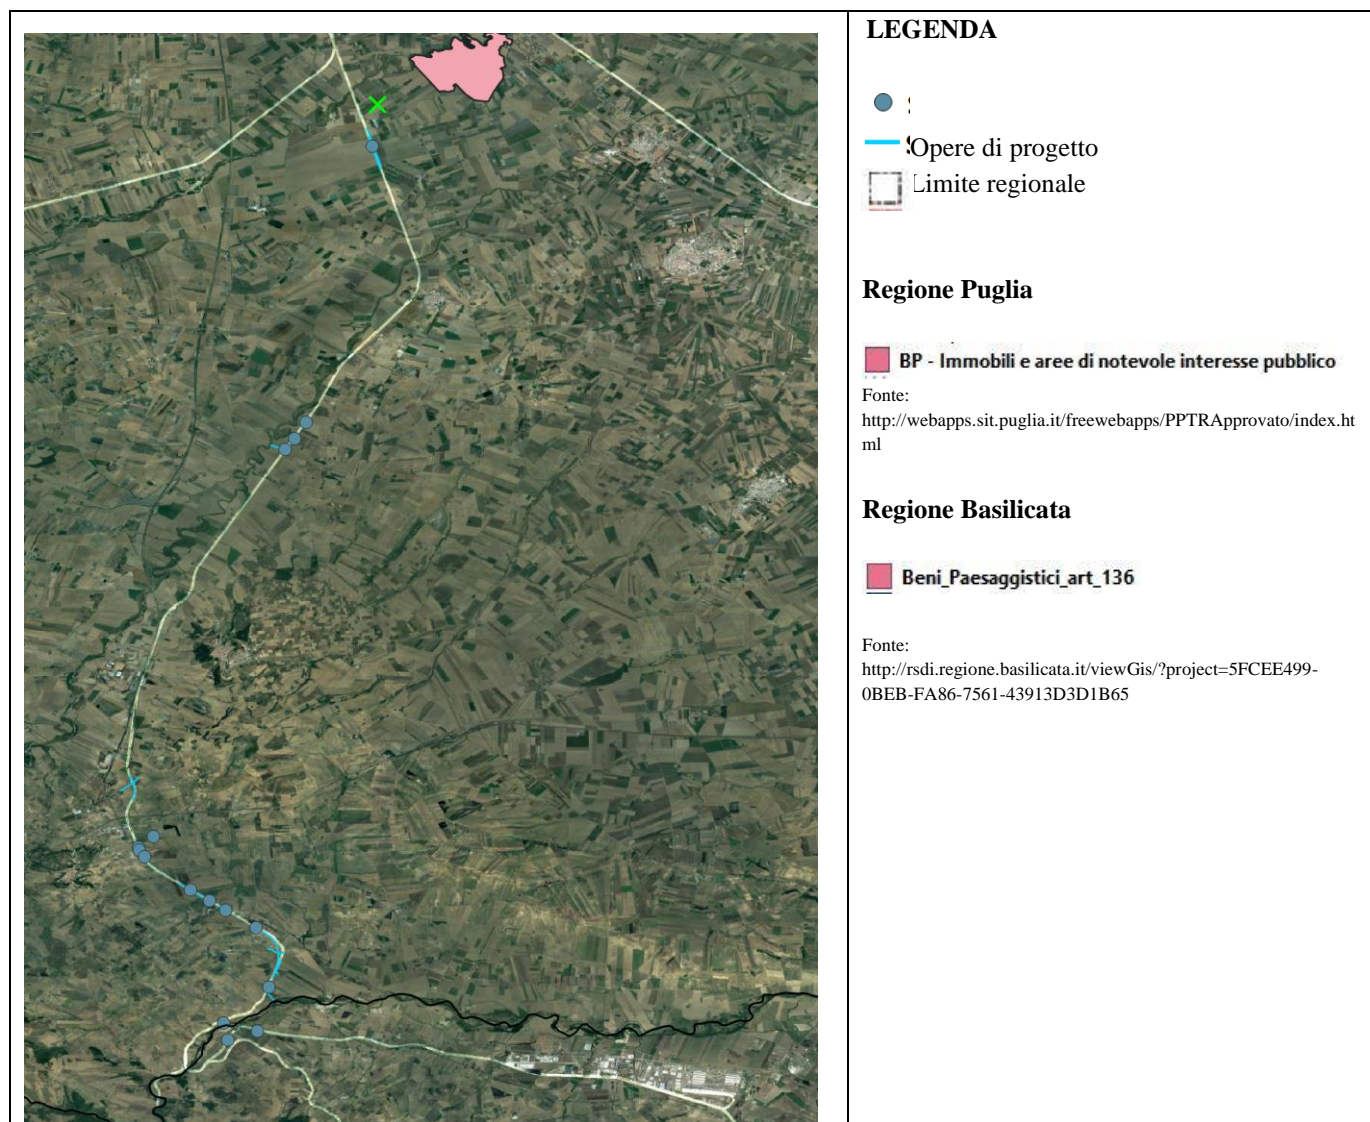 LEGENDA
Opere di progetto
Limite regionale
Regione Puglia
BP - Immobili e aree di notevole interesse pubblico
Fonte:
http://webapps.sit.puglia.it/freewebapps/PPTRApprovato/index.ht
ml
Regione Basilicata
Beni_Paesaggistici_art_136
Fonte:
http://rsdi.regione.basilicata.it/viewGis/?project=5FCEE499-
0BEB-FA86-7561-43913D3D1B65